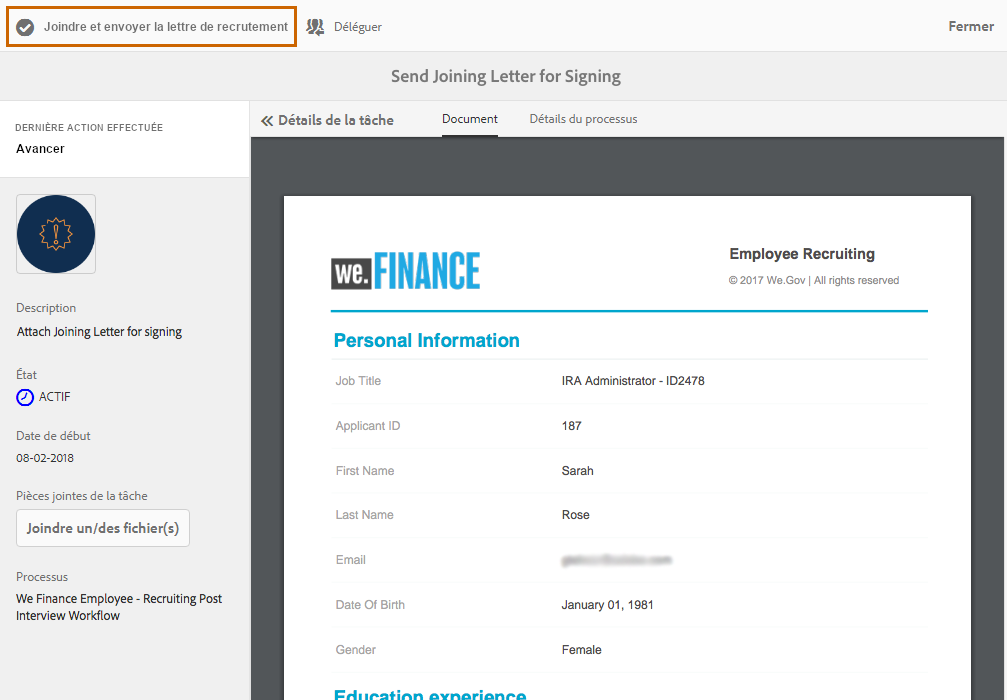 Joindre et envoyer la lettre de recrutement
Déléguer
Fermer
Send Joining Letter for Signing
DERNIÈRE ACTION EFFECTUÉE
Avancer
Description
Attach Joining Letter for signing
État
ACTIF
Date de début
08-02-2018
Pièces jointes de la tâche
Joindre un/des fichier(s)
Processus
We Finance Employee - Recruiting Post
Interview Workflow
Détails de la tâche
Document
Détails du processus
we.FINANCE
Employee Recruiting
© 2017 We.Gov | All rights reserved
Personal Information
Job Title IRA Administrator - ID2478
Applicant ID 187
First Name Sarah
Last Name Rose
Email
Date Of Birth January 01, 1981
Gender Female
Education experience